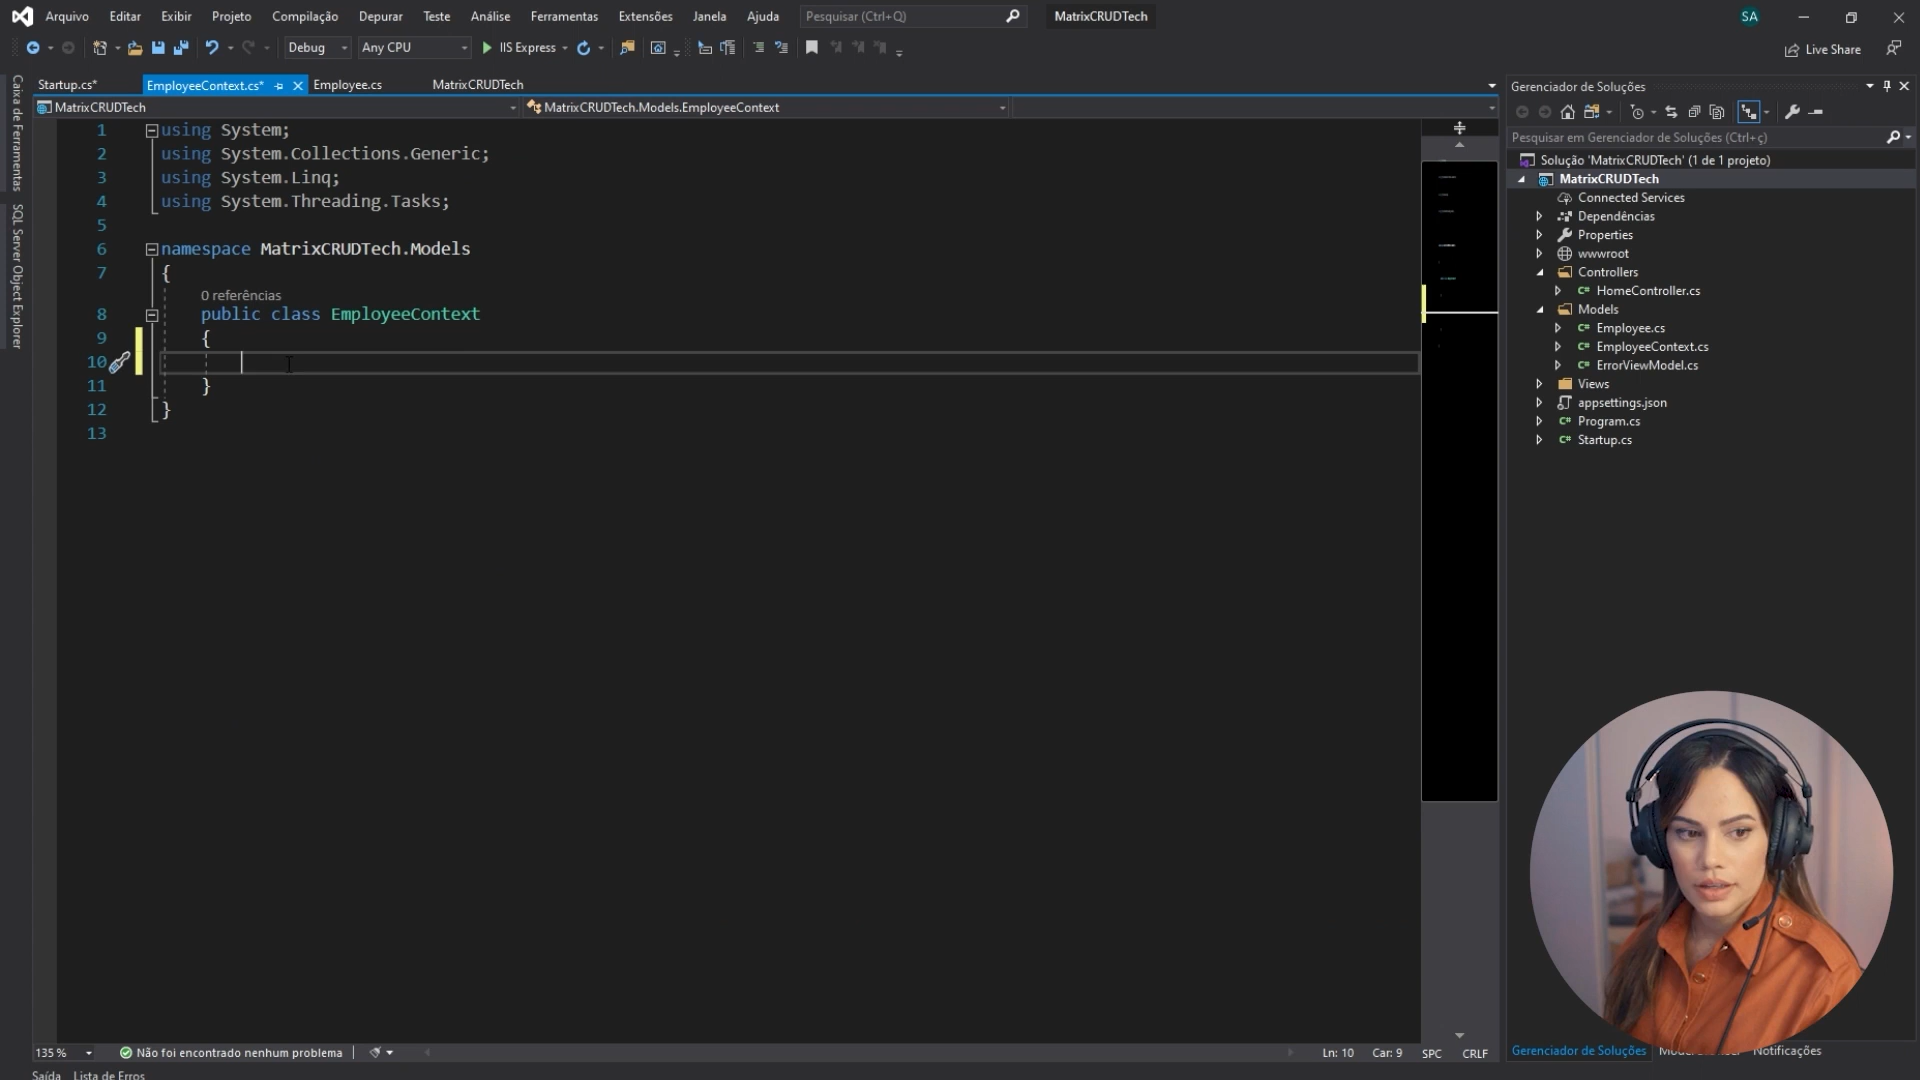 Arquivo Editar Exibir Projeto Compilação Depurar Teste Análise Ferramentas Extensões Janela Ajuda Pesquisar (Ctrl+Q) MatrixCRUDTech SA
Debug Any CPU IIS Express Live Share
Startup.cs* EmployeeContext.cs* Employee.cs MatrixCRUDTech
MatrixCRUDTech MatrixCRUDTech.Models.EmployeeContext
Caixa de Ferramentas
SQL Server Object Explorer
1 using System;
2 using System.Collections.Generic;
3 using System.Linq;
4 using System.Threading.Tasks;
5
6 namespace MatrixCRUDTech.Models
7 {
0 referências
8 public class EmployeeContext
9 {
10
11 }
12 }
13
135 % Não foi encontrado nenhum problema Ln: 10 Car: 9 SPC CRLF
Saída Lista de Erros
Gerenciador de Soluções
Pesquisar em Gerenciador de Soluções (Ctrl+ç)
Solução 'MatrixCRUDTech' (1 de 1 projeto)
MatrixCRUDTech
Connected Services
Dependências
Properties
wwwroot
Controllers
C# HomeController.cs
Models
C# Employee.cs
C# EmployeeContext.cs
C# ErrorViewModel.cs
Views
appsettings.json
C# Program.cs
C# Startup.cs
Gerenciador de Soluções Notificações